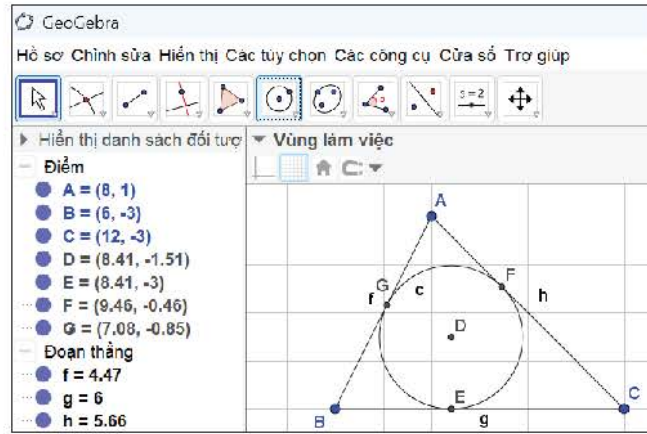 GeoGebra
Hồ sơ Chỉnh sửa Hiển thị Các tùy chọn Các công cụ Cửa sổ Trợ giúp
a=2
Hiển thị danh sách đối tượ
Vùng làm việc
Điểm
A = (8, 1)
B = (6, -3)
C = (12, -3)
D = (8.41, -1.51)
E = (8.41, -3)
F = (9.46, -0.46)
G = (7.08, -0.85)
Đoạn thẳng
f = 4.47
g = 6
h = 5.66
A
G
f
c
F
h
D
B
E
g
C